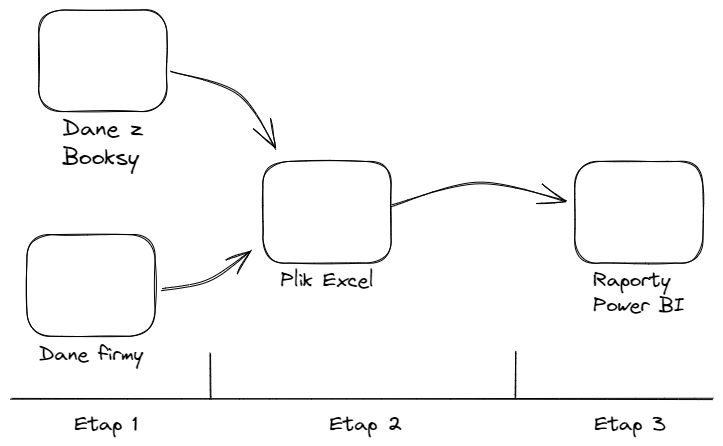 Dane z
Booksy
Plik Excel
Raporty
Power BI
Dane firmy
Etap 1
Etap 2
Etap 3